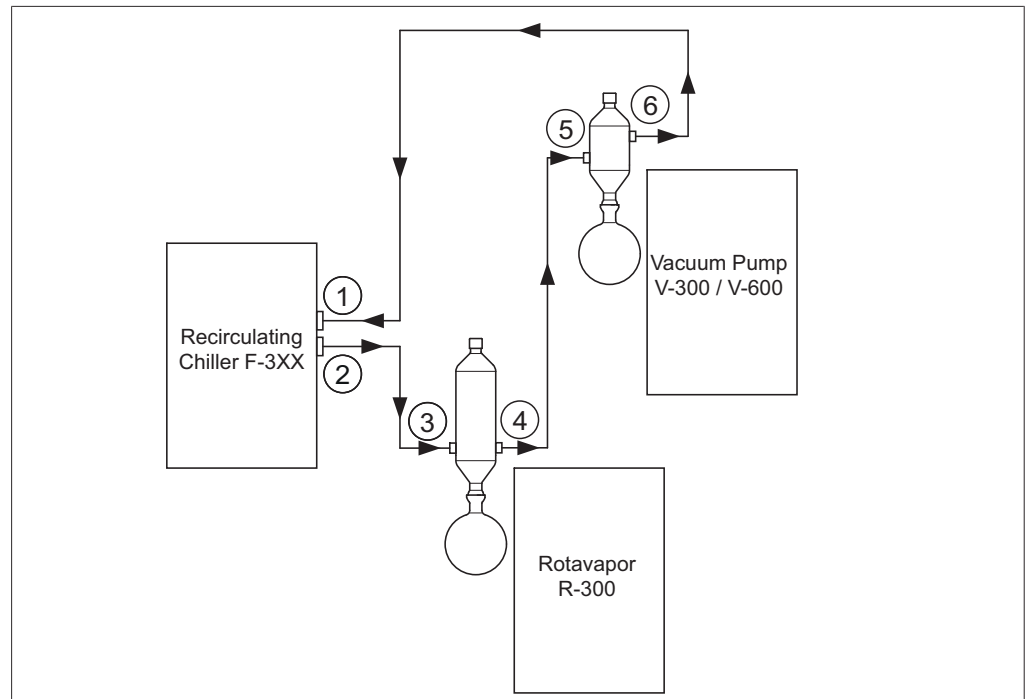 6
5
Vacuum Pump
V-300 / V-600
1
Recirculating
Chiller F-3XX
2
3
4
Rotavapor
R-300